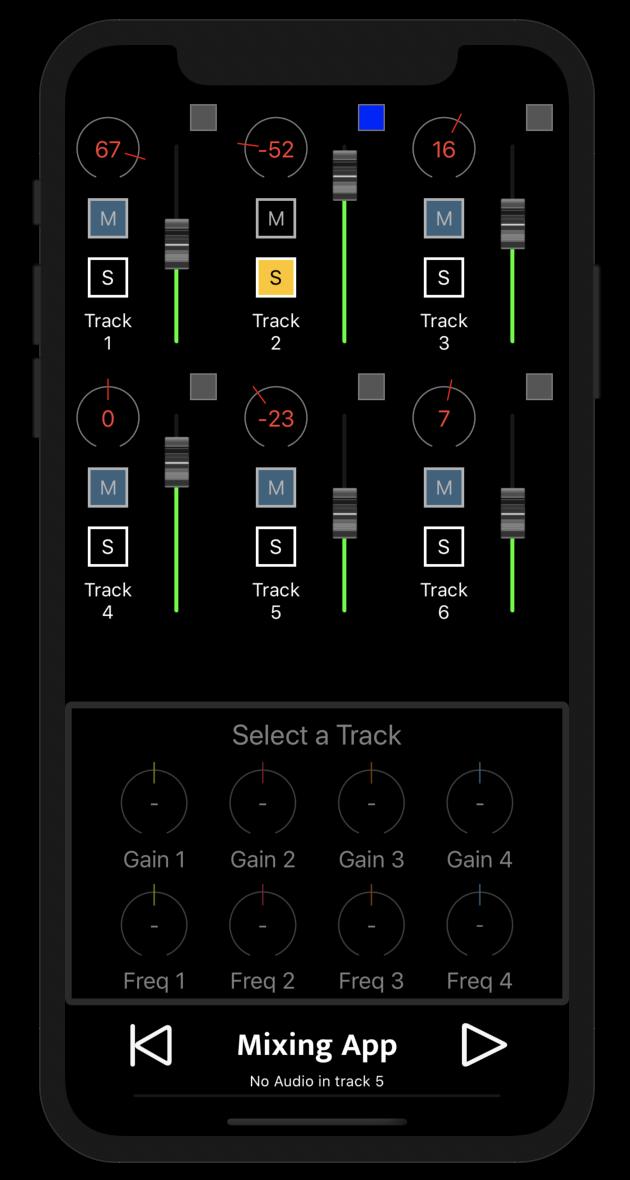 67
-52
16
M
M
M
S
S
S
Track
1
Track
2
Track
3
0
-23
7
M
M
M
S
S
S
Track
4
Track
5
Track
6
Select a Track
- - - -
Gain 1 Gain 2 Gain 3 Gain 4
- - - -
Freq 1 Freq 2 Freq 3 Freq 4
Mixing App
No Audio in track 5